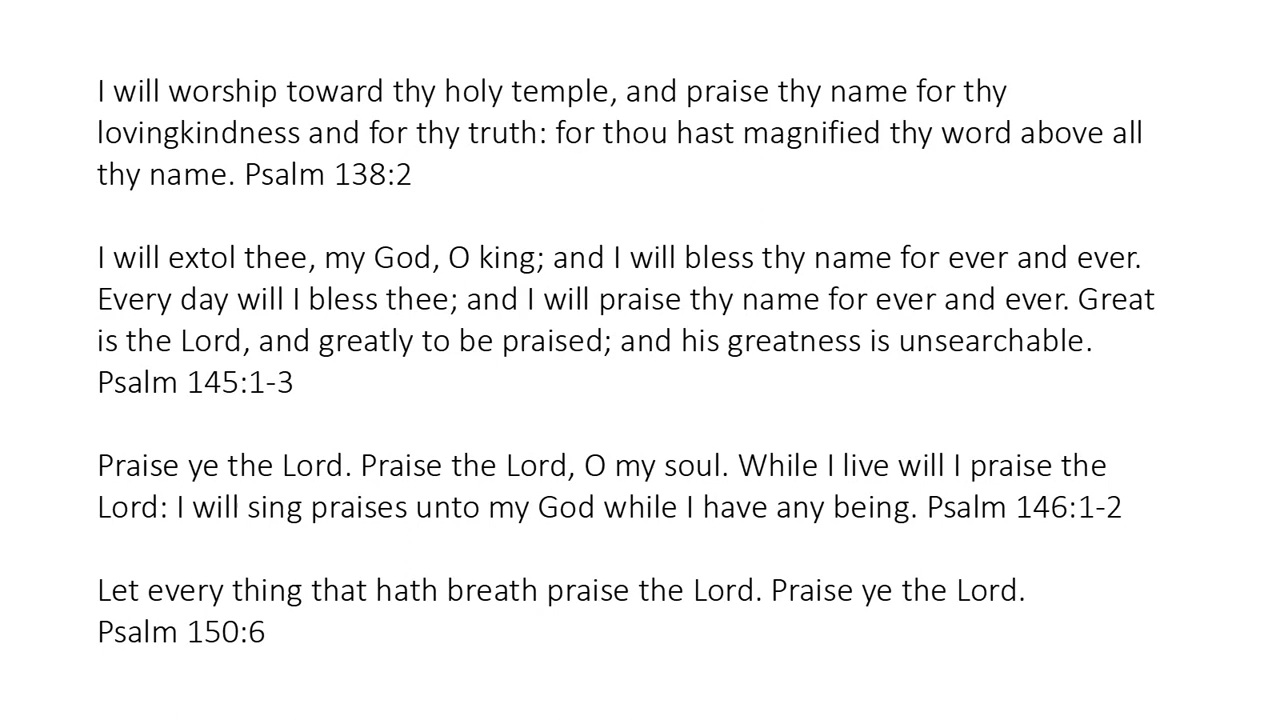 I will worship toward thy holy temple, and praise thy name for thy
lovingkindness and for thy truth: for thou hast magnified thy word above all
thy name. Psalm 138:2
I will extol thee, my God, O king; and I will bless thy name for ever and ever.
Every day will I bless thee; and I will praise thy name for ever and ever. Great
is the Lord, and greatly to be praised; and his greatness is unsearchable.
Psalm 145:1-3
Praise ye the Lord. Praise the Lord, O my soul. While I live will I praise the
Lord: I will sing praises unto my God while I have any being. Psalm 146:1-2
Let every thing that hath breath praise the Lord. Praise ye the Lord.
Psalm 150:6